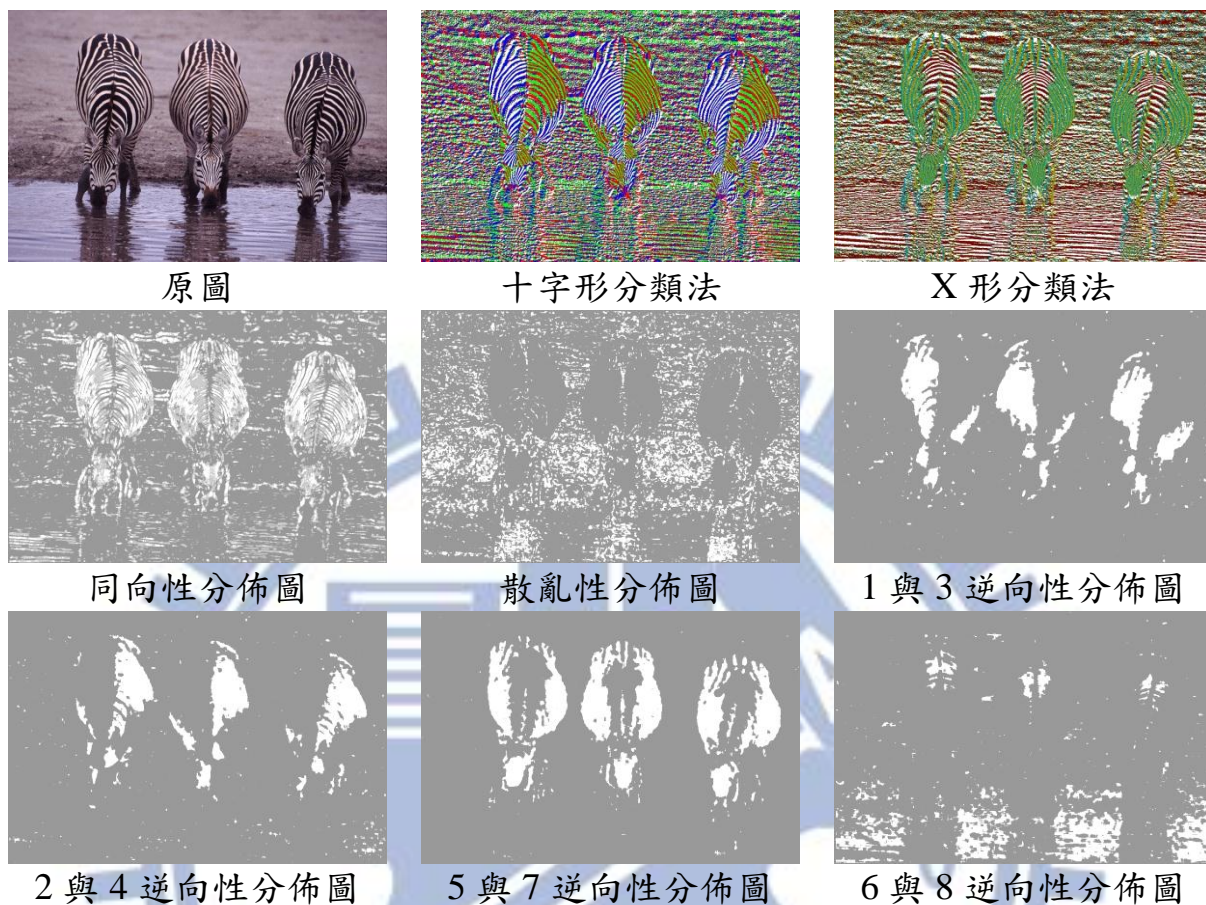 原圖
十字形分類法
X 形分類法
同向性分佈圖
散亂性分佈圖
1 與 3 逆向性分佈圖
2 與 4 逆向性分佈圖
5 與 7 逆向性分佈圖
6 與 8 逆向性分佈圖